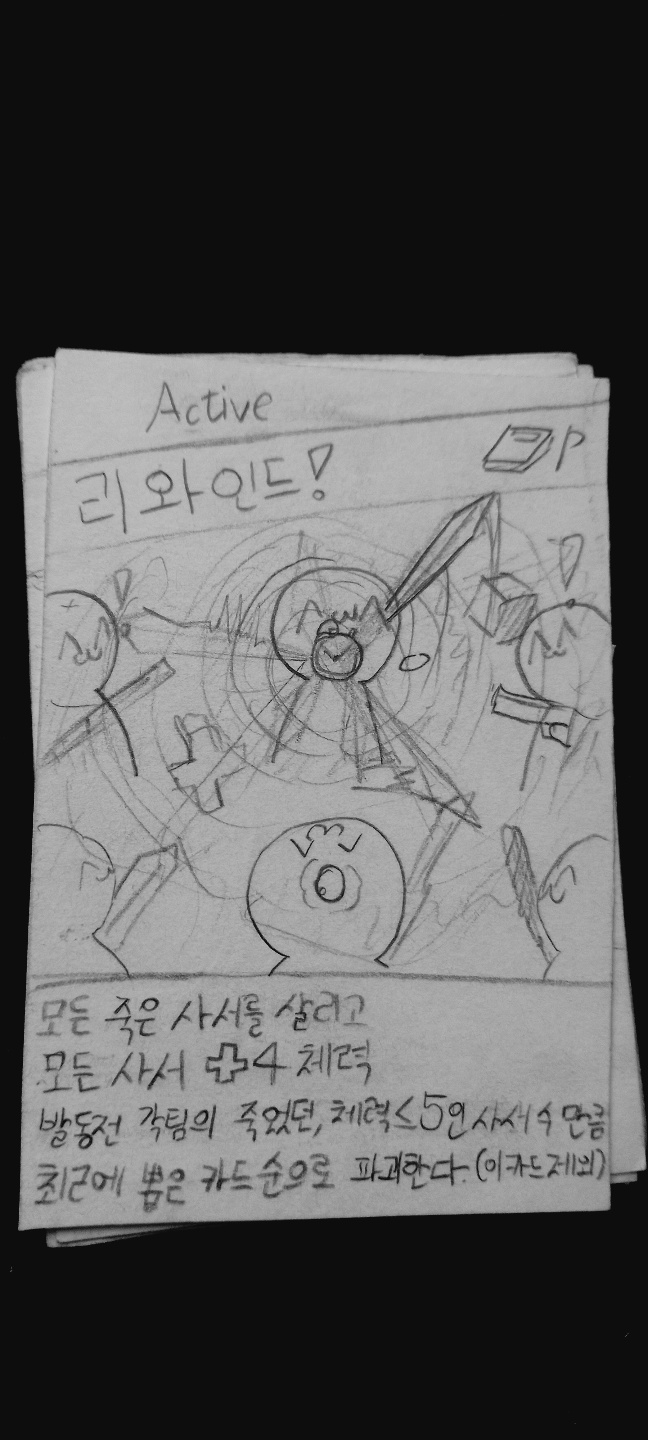 Active
리와인드!
P
모든 죽은 사서를 살리고
모든 사서 ✚4 체력
발동전 각팀의 죽었던, 체력≤5인 사서 수 만큼
최근에 뽑은 카드순으로 파괴한다. (이카드제외)